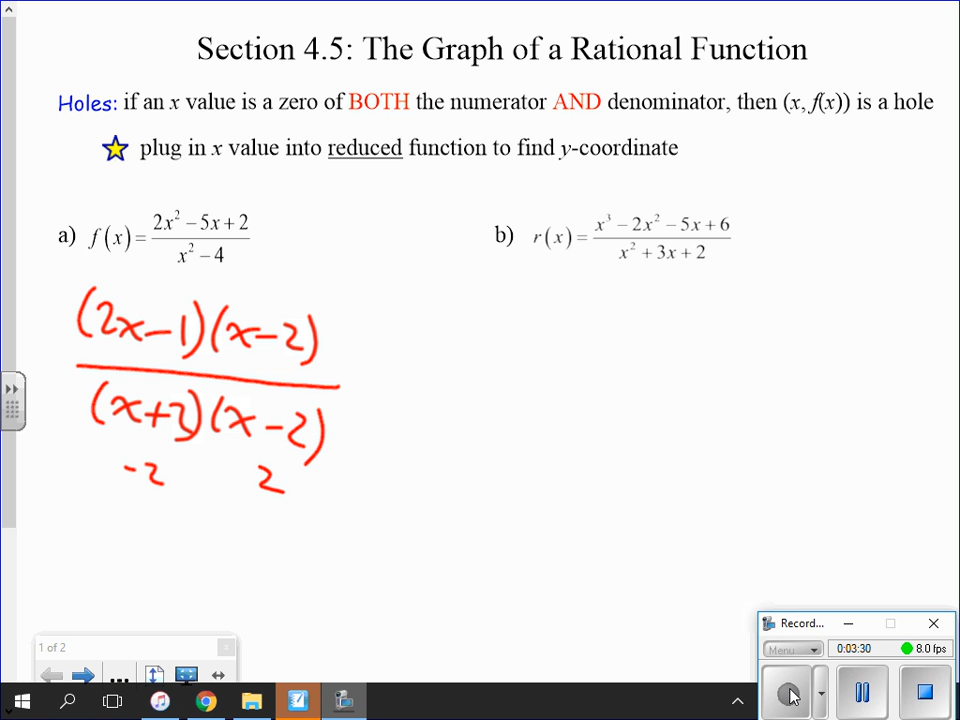 Section 4.5: The Graph of a Rational Function
Holes: if an x value is a zero of BOTH the numerator AND denominator, then (x, f(x)) is a hole
plug in x value into reduced function to find y-coordinate
a) f(x) = (2x² − 5x + 2)/(x² − 4)
b) r(x) = (x³ − 2x² − 5x + 6)/(x² + 3x + 2)
(2x−1)(x−2)
(x+2)(x−2)
-2 2
1 of 2
Record...
Menu 0:03:30 8.0 fps